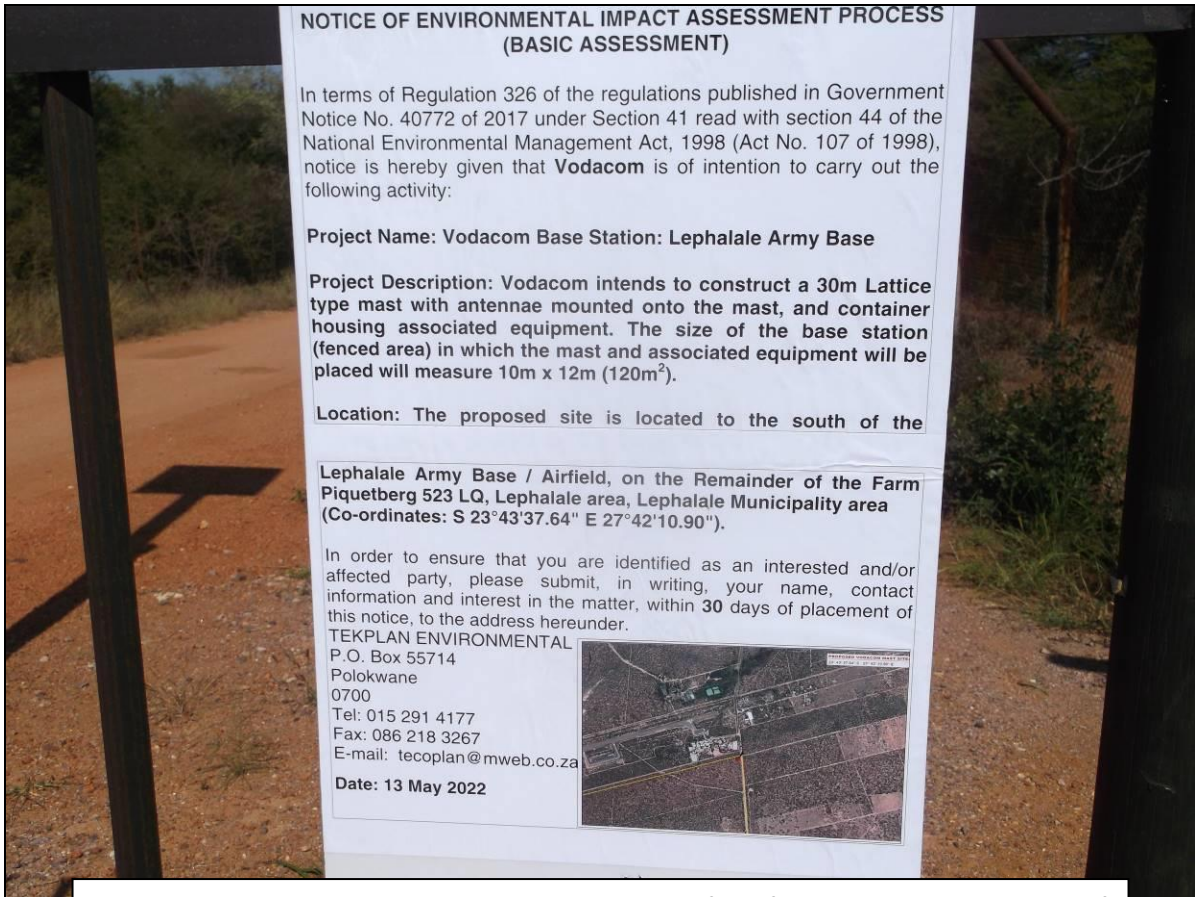 NOTICE OF ENVIRONMENTAL IMPACT ASSESSMENT PROCESS
(BASIC ASSESSMENT)
In terms of Regulation 326 of the regulations published in Government
Notice No. 40772 of 2017 under Section 41 read with section 44 of the
National Environmental Management Act, 1998 (Act No. 107 of 1998),
notice is hereby given that Vodacom is of intention to carry out the
following activity:
Project Name: Vodacom Base Station: Lephalale Army Base
Project Description: Vodacom intends to construct a 30m Lattice
type mast with antennae mounted onto the mast, and container
housing associated equipment. The size of the base station
(fenced area) in which the mast and associated equipment will be
placed will measure 10m x 12m (120m²).
Location: The proposed site is located to the south of the
Lephalale Army Base / Airfield, on the Remainder of the Farm
Piquetberg 523 LQ, Lephalale area, Lephalale Municipality area
(Co-ordinates: S 23°43'37.64" E 27°42'10.90").
In order to ensure that you are identified as an interested and/or
affected party, please submit, in writing, your name, contact
information and interest in the matter, within 30 days of placement of
this notice, to the address hereunder.
TEKPLAN ENVIRONMENTAL
P.O. Box 55714
Polokwane
0700
Tel: 015 291 4177
Fax: 086 218 3267
E-mail: tecoplan@mweb.co.za
Date: 13 May 2022
PROPOSED VODACOM MAST SITE